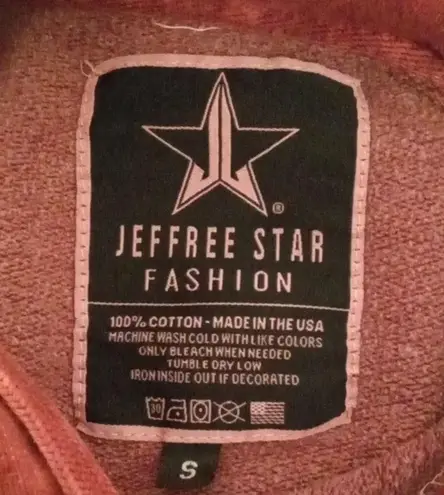 ®
JEFFREE STAR
FASHION
100% COTTON - MADE IN THE USA
MACHINE WASH COLD WITH LIKE COLORS
ONLY BLEACH WHEN NEEDED
TUMBLE DRY LOW
IRON INSIDE OUT IF DECORATED
30
S